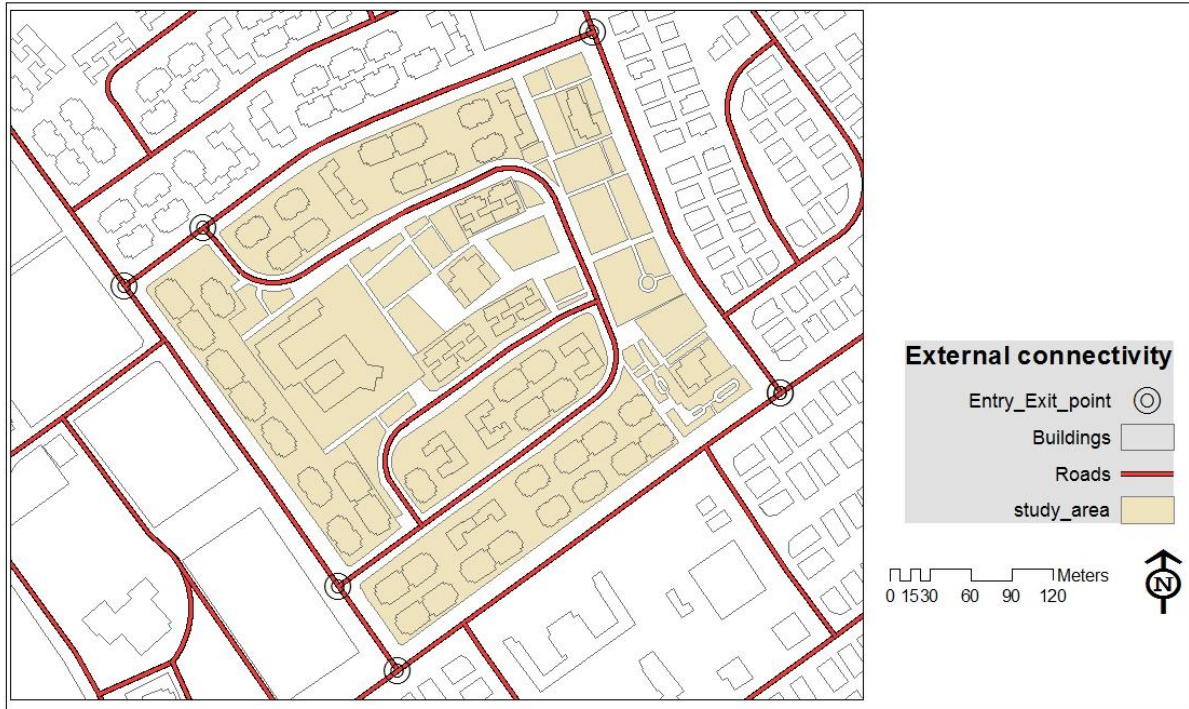 External connectivity
Entry_Exit_point
Buildings
Roads
study_area
Meters
0 15 30 60 90 120
N